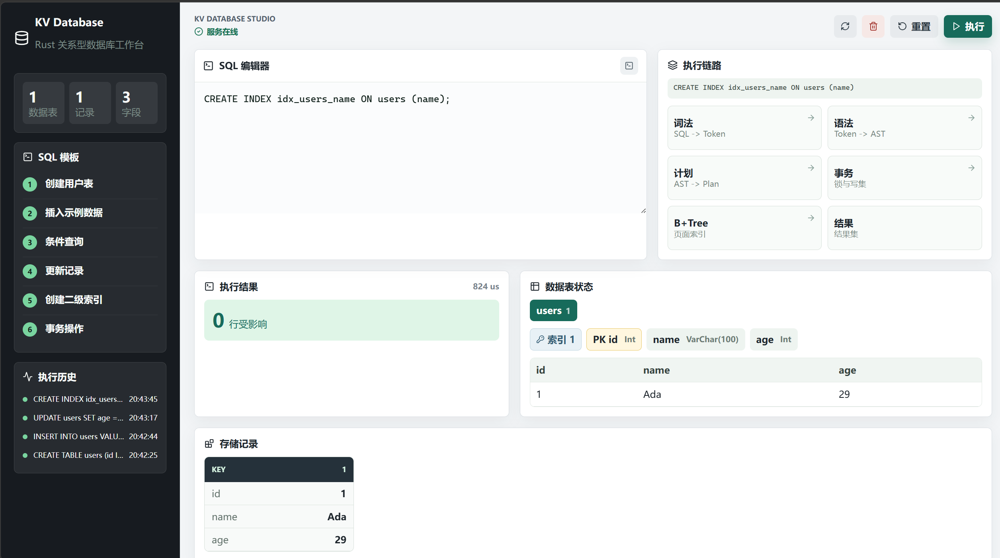 KV Database
Rust 关系型数据库工作台
1
数据表
1
记录
3
字段
SQL 模板
1 创建用户表
2 插入示例数据
3 条件查询
4 更新记录
5 创建二级索引
6 事务操作
执行历史
CREATE INDEX idx_users... 20:43:45
UPDATE users SET age =... 20:43:17
INSERT INTO users VALU... 20:42:44
CREATE TABLE users (id I... 20:42:25
KV DATABASE STUDIO
服务在线
重置
执行
SQL 编辑器
CREATE INDEX idx_users_name ON users (name);
执行链路
CREATE INDEX idx_users_name ON users (name)
词法
SQL -> Token
语法
Token -> AST
计划
AST -> Plan
事务
锁与写集
B+Tree
页面索引
结果
结果集
执行结果 824 us
0 行受影响
数据表状态
users 1
索引 1 PK id Int name VarChar(100) age Int
id name age
1 Ada 29
存储记录
KEY 1
id 1
name Ada
age 29